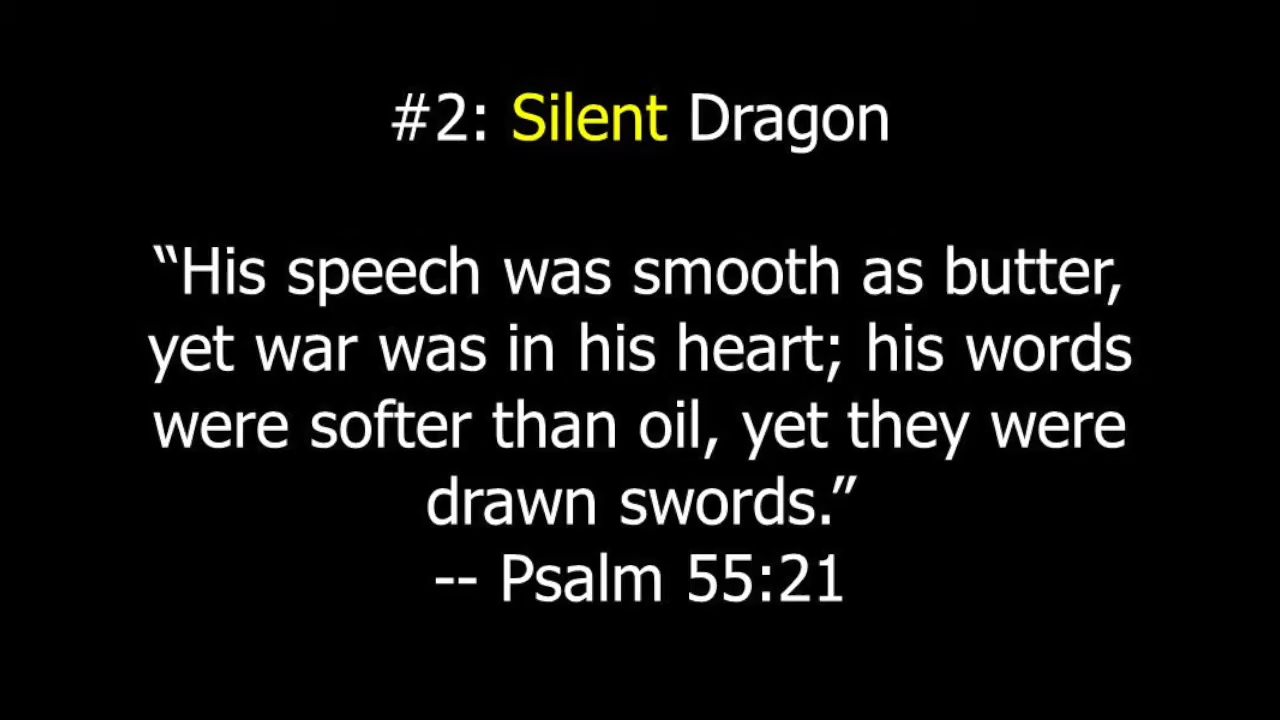 #2: Silent Dragon
“His speech was smooth as butter,
yet war was in his heart; his words
were softer than oil, yet they were
drawn swords.”
-- Psalm 55:21